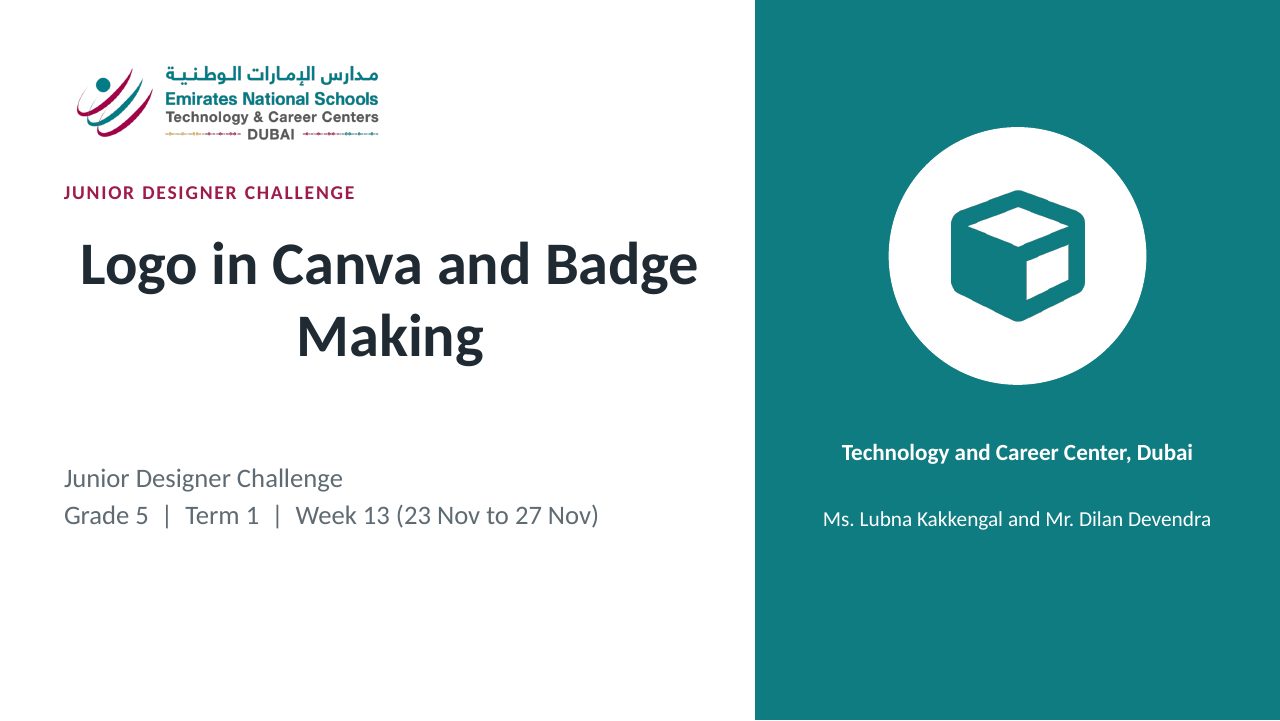 مدارس الإمارات الوطنية
Emirates National Schools
Technology & Career Centers
DUBAI
JUNIOR DESIGNER CHALLENGE
Logo in Canva and Badge
Making
Junior Designer Challenge
Grade 5 | Term 1 | Week 13 (23 Nov to 27 Nov)
Technology and Career Center, Dubai
Ms. Lubna Kakkengal and Mr. Dilan Devendra